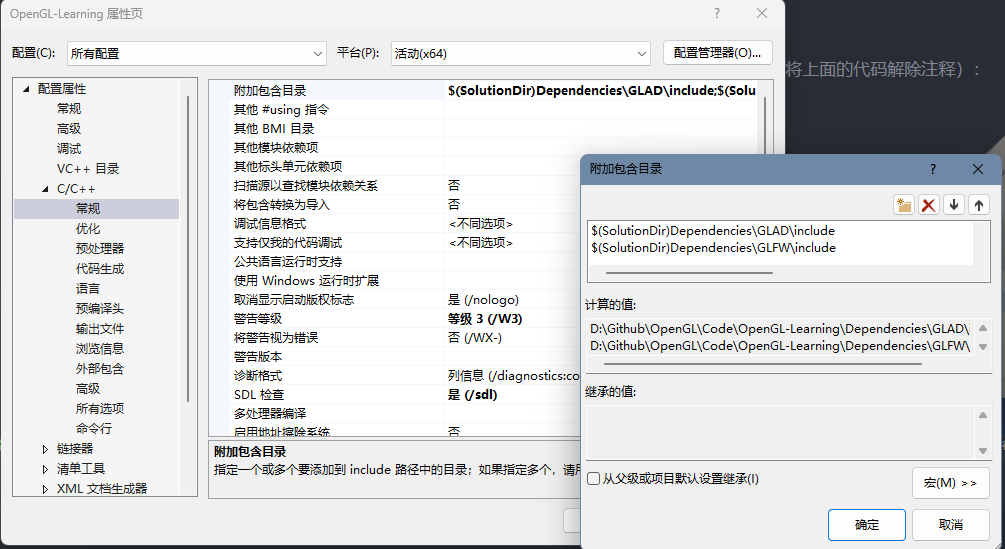 OpenGL-Learning 属性页
配置(C): 所有配置 平台(P): 活动(x64) 配置管理器(O)...
将上面的代码解除注释）：
配置属性
常规
高级
调试
VC++ 目录
C/C++
常规
优化
预处理器
代码生成
语言
预编译头
输出文件
浏览信息
外部包含
高级
所有选项
命令行
链接器
清单工具
XML 文档生成器
附加包含目录 $(SolutionDir)Dependencies\GLAD\include;$(Solu
其他 #using 指令
其他 BMI 目录
其他模块依赖项
其他标头单元依赖项
扫描源以查找模块依赖关系 否
将包含转换为导入 否
调试信息格式 <不同选项>
支持仅我的代码调试 <不同选项>
公共语言运行时支持
使用 Windows 运行时扩展
取消显示启动版权标志 是 (/nologo)
警告等级 等级 3 (/W3)
将警告视为错误 否 (/WX-)
警告版本
诊断格式 列信息 (/diagnostics:co
SDL 检查 是 (/sdl)
多处理器编译
启用地址擦除系统 否
附加包含目录
指定一个或多个要添加到 include 路径中的目录；如果指定多个，请用
附加包含目录
$(SolutionDir)Dependencies\GLAD\include
$(SolutionDir)Dependencies\GLFW\include
计算的值:
D:\Github\OpenGL\Code\OpenGL-Learning\Dependencies\GLAD\
D:\Github\OpenGL\Code\OpenGL-Learning\Dependencies\GLFW\
继承的值:
从父级或项目默认设置继承(I)
宏(M) >>
确定 取消